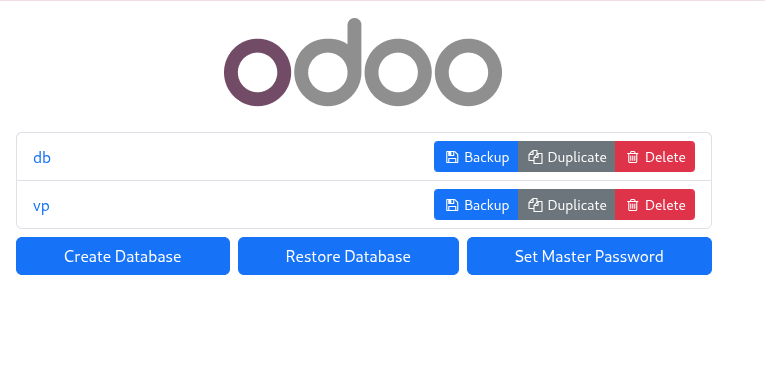 odoo
db Backup Duplicate Delete
vp Backup Duplicate Delete
Create Database Restore Database Set Master Password